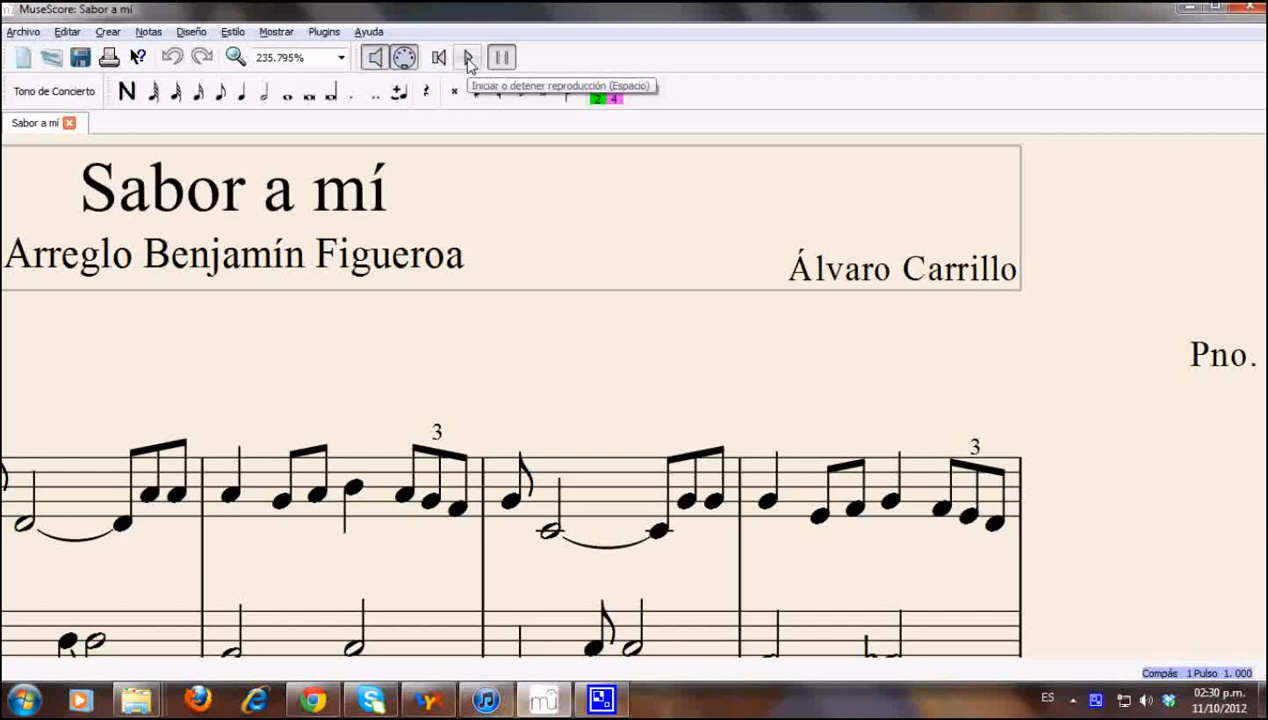 MuseScore: Sabor a mí
Archivo Editar Crear Notas Diseño Estilo Mostrar Plugins Ayuda
235.795%
Tono de Concierto
Iniciar o detener reproducción (Espacio)
2 4
Sabor a mí
Sabor a mí
Arreglo Benjamín Figueroa
Álvaro Carrillo
Pno.
3
3
Compás 1 Pulso 1. 000
ES
02:30 p.m.
11/10/2012